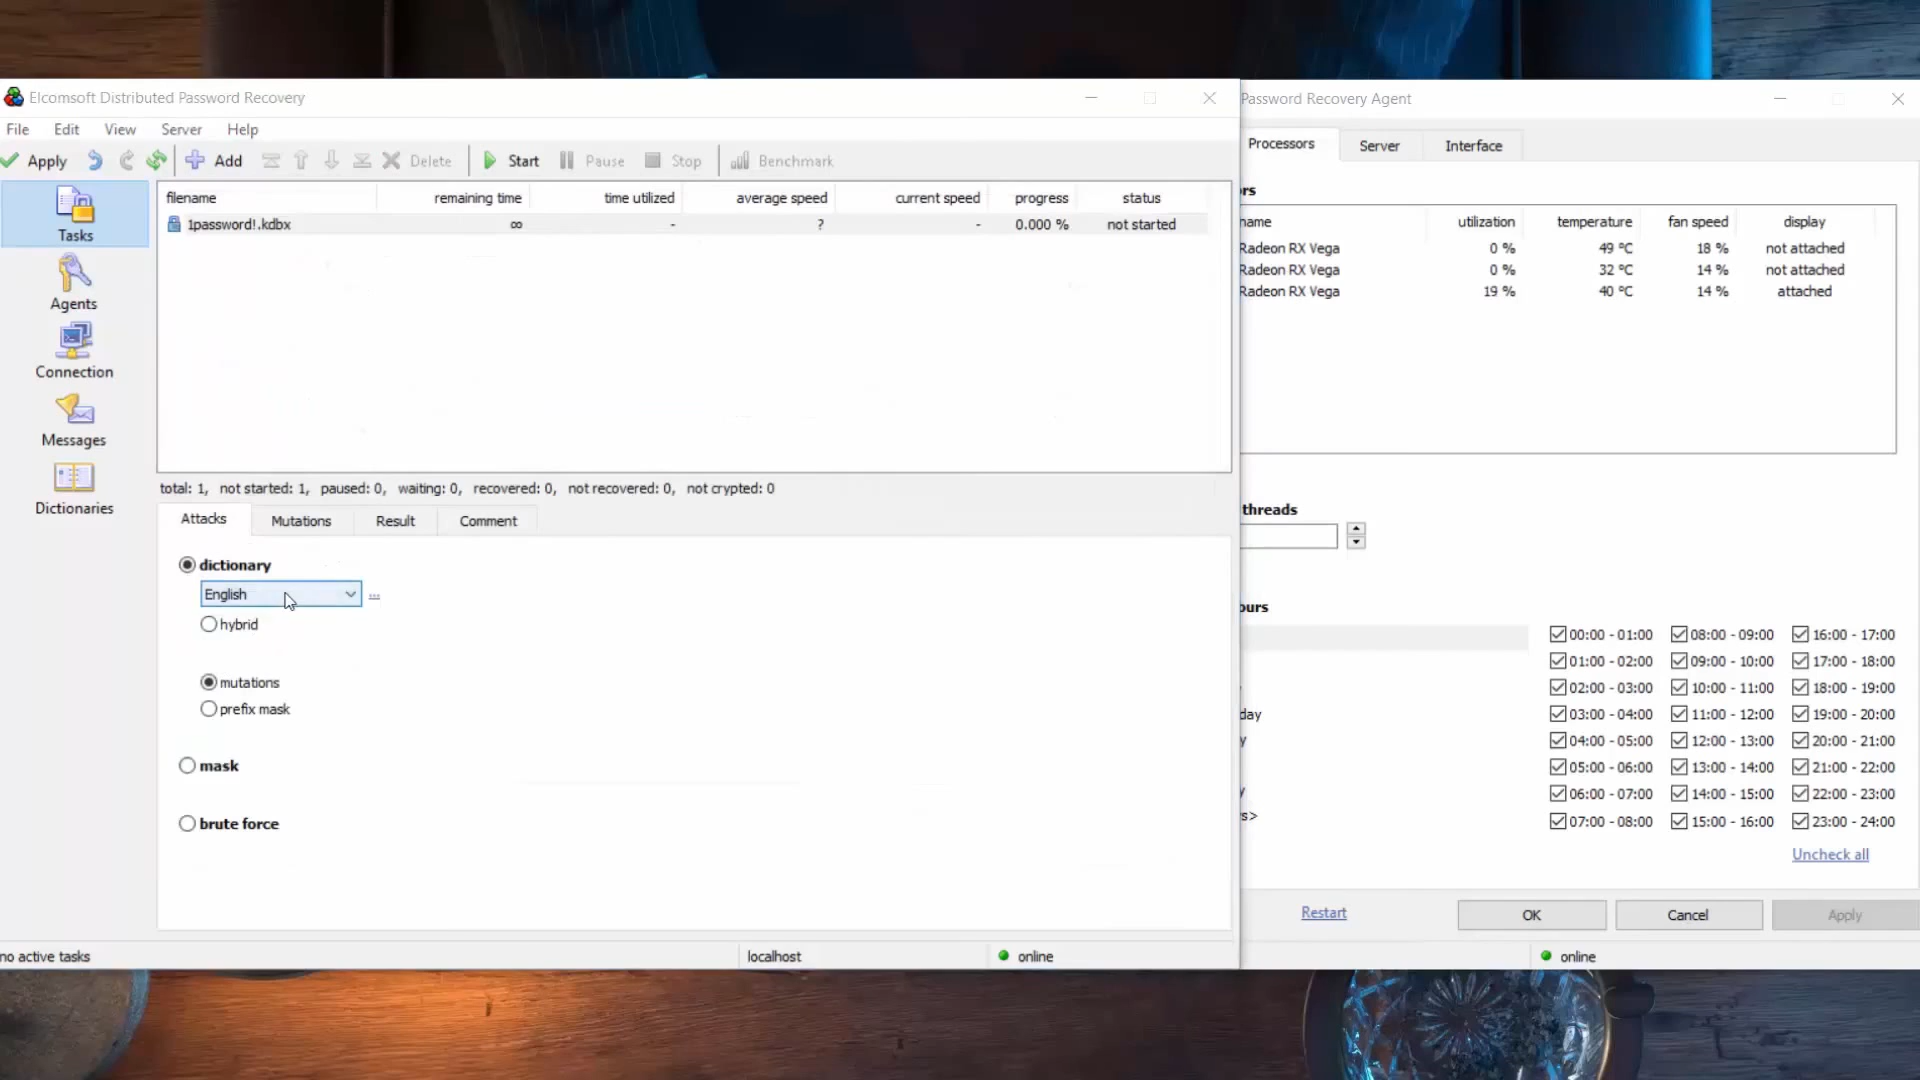 Elcomsoft Distributed Password Recovery
File Edit View Server Help
Apply Add Delete Start Pause Stop Benchmark
filename remaining time time utilized average speed current speed progress status
1password!.kdbx ∞ - ? - 0.000 % not started
Tasks
Agents
Connection
Messages
Dictionaries
total: 1, not started: 1, paused: 0, waiting: 0, recovered: 0, not recovered: 0, not crypted: 0
Attacks Mutations Result Comment
dictionary
English ...
hybrid
mutations
prefix mask
mask
brute force
no active tasks localhost online
Password Recovery Agent
Processors Server Interface
rs
name utilization temperature fan speed display
Radeon RX Vega 0 % 49 ºC 18 % not attached
Radeon RX Vega 0 % 32 ºC 14 % not attached
Radeon RX Vega 19 % 40 ºC 14 % attached
threads
ours
day
y
y
s>
00:00 - 01:00 08:00 - 09:00 16:00 - 17:00
01:00 - 02:00 09:00 - 10:00 17:00 - 18:00
02:00 - 03:00 10:00 - 11:00 18:00 - 19:00
03:00 - 04:00 11:00 - 12:00 19:00 - 20:00
04:00 - 05:00 12:00 - 13:00 20:00 - 21:00
05:00 - 06:00 13:00 - 14:00 21:00 - 22:00
06:00 - 07:00 14:00 - 15:00 22:00 - 23:00
07:00 - 08:00 15:00 - 16:00 23:00 - 24:00
Uncheck all
Restart OK Cancel Apply
online